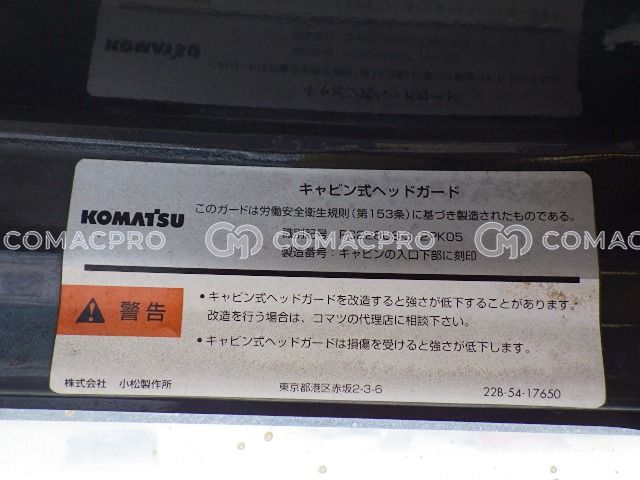 キャビン式ヘッドガード
KOMATSU
このガードは労働安全衛生規則(第153条)に基づき製造されたものである。
識別記号:
製造番号:キャビンの入口下部に刻印
COMACPRO COMACPRO COMACPRO
警告
・キャビン式ヘッドガードを改造すると強さが低下することがあります。
改造を行う場合は、コマツの代理店に相談下さい。
・キャビン式ヘッドガードは損傷を受けると強さが低下します。
株式会社 小松製作所 東京都港区赤坂2-3-6 22B-54-17650